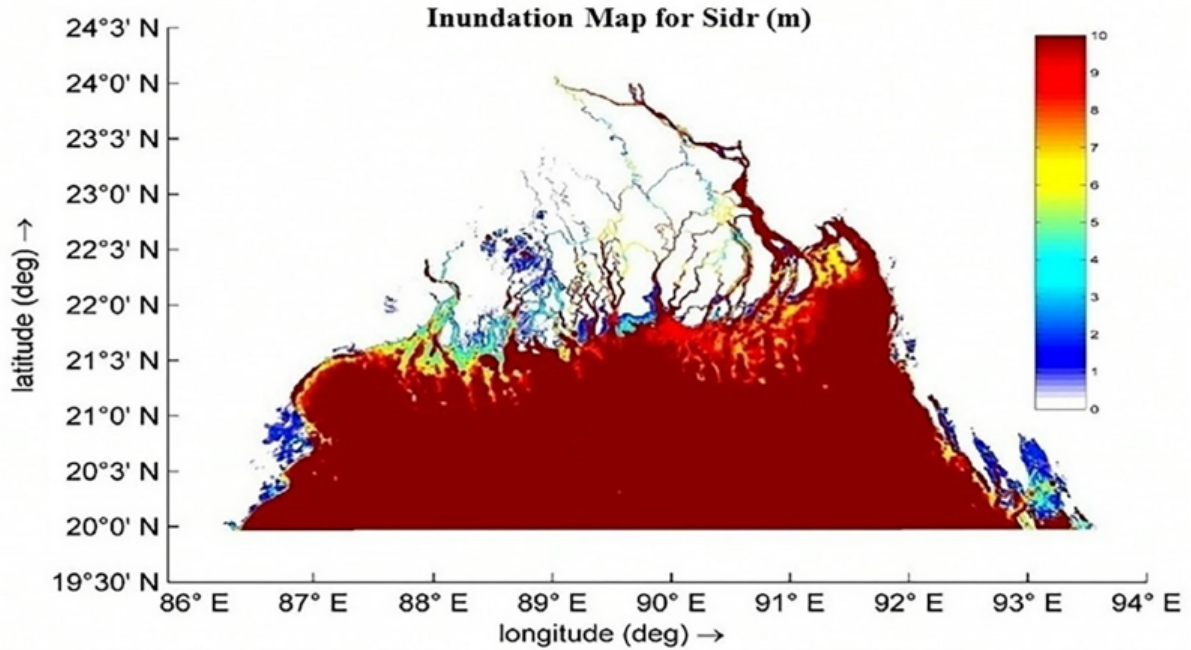 Inundation Map for Sidr (m)
24°3' N
24°0' N
23°3' N
23°0' N
22°3' N
22°0' N
21°3' N
21°0' N
20°3' N
20°0' N
19°30' N
86° E 87° E 88° E 89° E 90° E 91° E 92° E 93° E 94° E
latitude (deg) →
longitude (deg) →
10
9
8
7
6
5
4
3
2
1
0